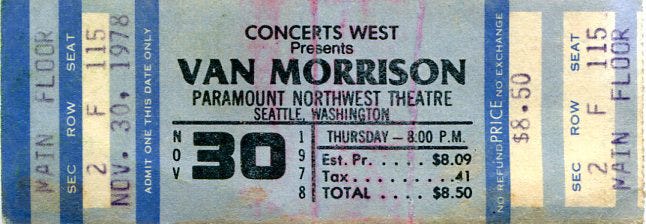 MAIN FLOOR
SEC ROW SEAT
2 F 115
NOV. 30, 1978
ADMIT ONE THIS DATE ONLY
CONCERTS WEST
Presents
VAN MORRISON
PARAMOUNT NORTHWEST THEATRE
SEATTLE, WASHINGTON
NOV
30
1978
THURSDAY — 8:00 P.M.
Est. Pr. . . . . . $8.09
Tax . . . . . . . .41
TOTAL . . . . . $8.50
NO REFUND PRICE NO EXCHANGE
$8.50
SEC ROW SEAT
2 F 115
MAIN FLOOR